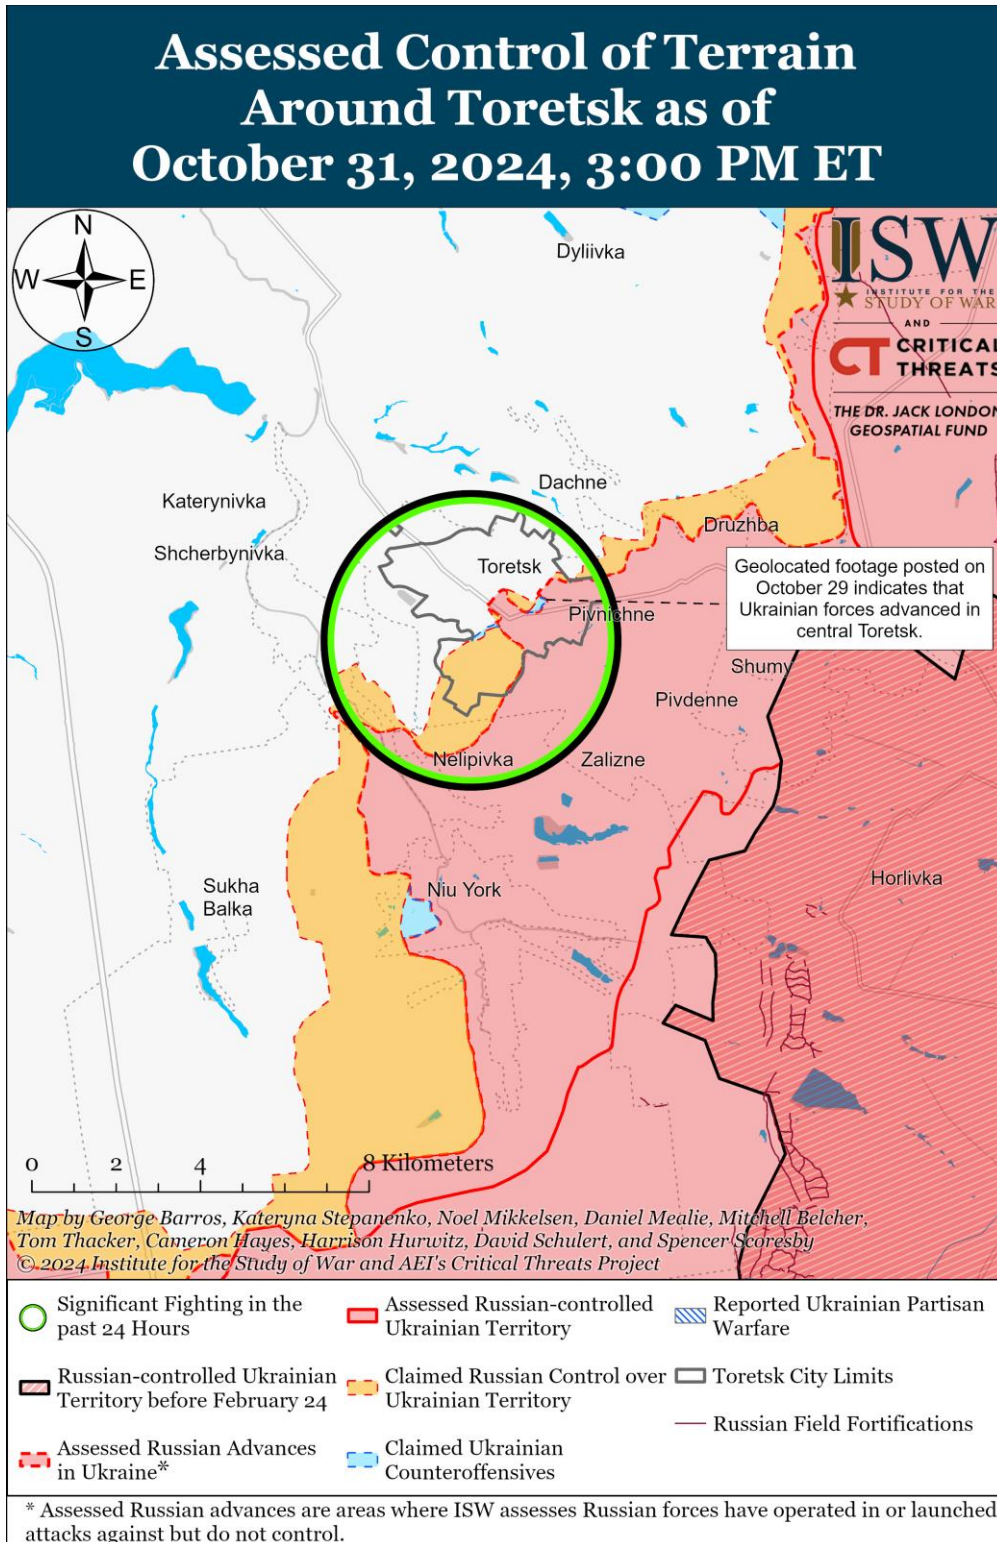 Assessed Control of Terrain
Around Toretsk as of
October 31, 2024, 3:00 PM ET
N
W
E
S
Dyliivka
ISW
INSTITUTE FOR THE
STUDY OF WAR
AND
CT CRITICAL
THREATS
THE DR. JACK LONDON
GEOSPATIAL FUND
Dachne
Katerynivka
Druzhba
Shcherbynivka
Toretsk
Geolocated footage posted on
October 29 indicates that
Ukrainian forces advanced in
central Toretsk.
Pivnichne
Shumy
Pivdenne
Nelipivka
Zalizne
Horlivka
Niu York
Sukha
Balka
0 2 4 8 Kilometers
Map by George Barros, Kateryna Stepanenko, Noel Mikkelsen, Daniel Mealie, Mitchell Belcher,
Tom Thacker, Cameron Hayes, Harrison Hurwitz, David Schulert, and Spencer Scoresby
© 2024 Institute for the Study of War and AEI's Critical Threats Project
Significant Fighting in the
past 24 Hours
Russian-controlled Ukrainian
Territory before February 24
Assessed Russian Advances
in Ukraine*
Assessed Russian-controlled
Ukrainian Territory
Claimed Russian Control over
Ukrainian Territory
Claimed Ukrainian
Counteroffensives
Reported Ukrainian Partisan
Warfare
Toretsk City Limits
Russian Field Fortifications
* Assessed Russian advances are areas where ISW assesses Russian forces have operated in or launched
attacks against but do not control.